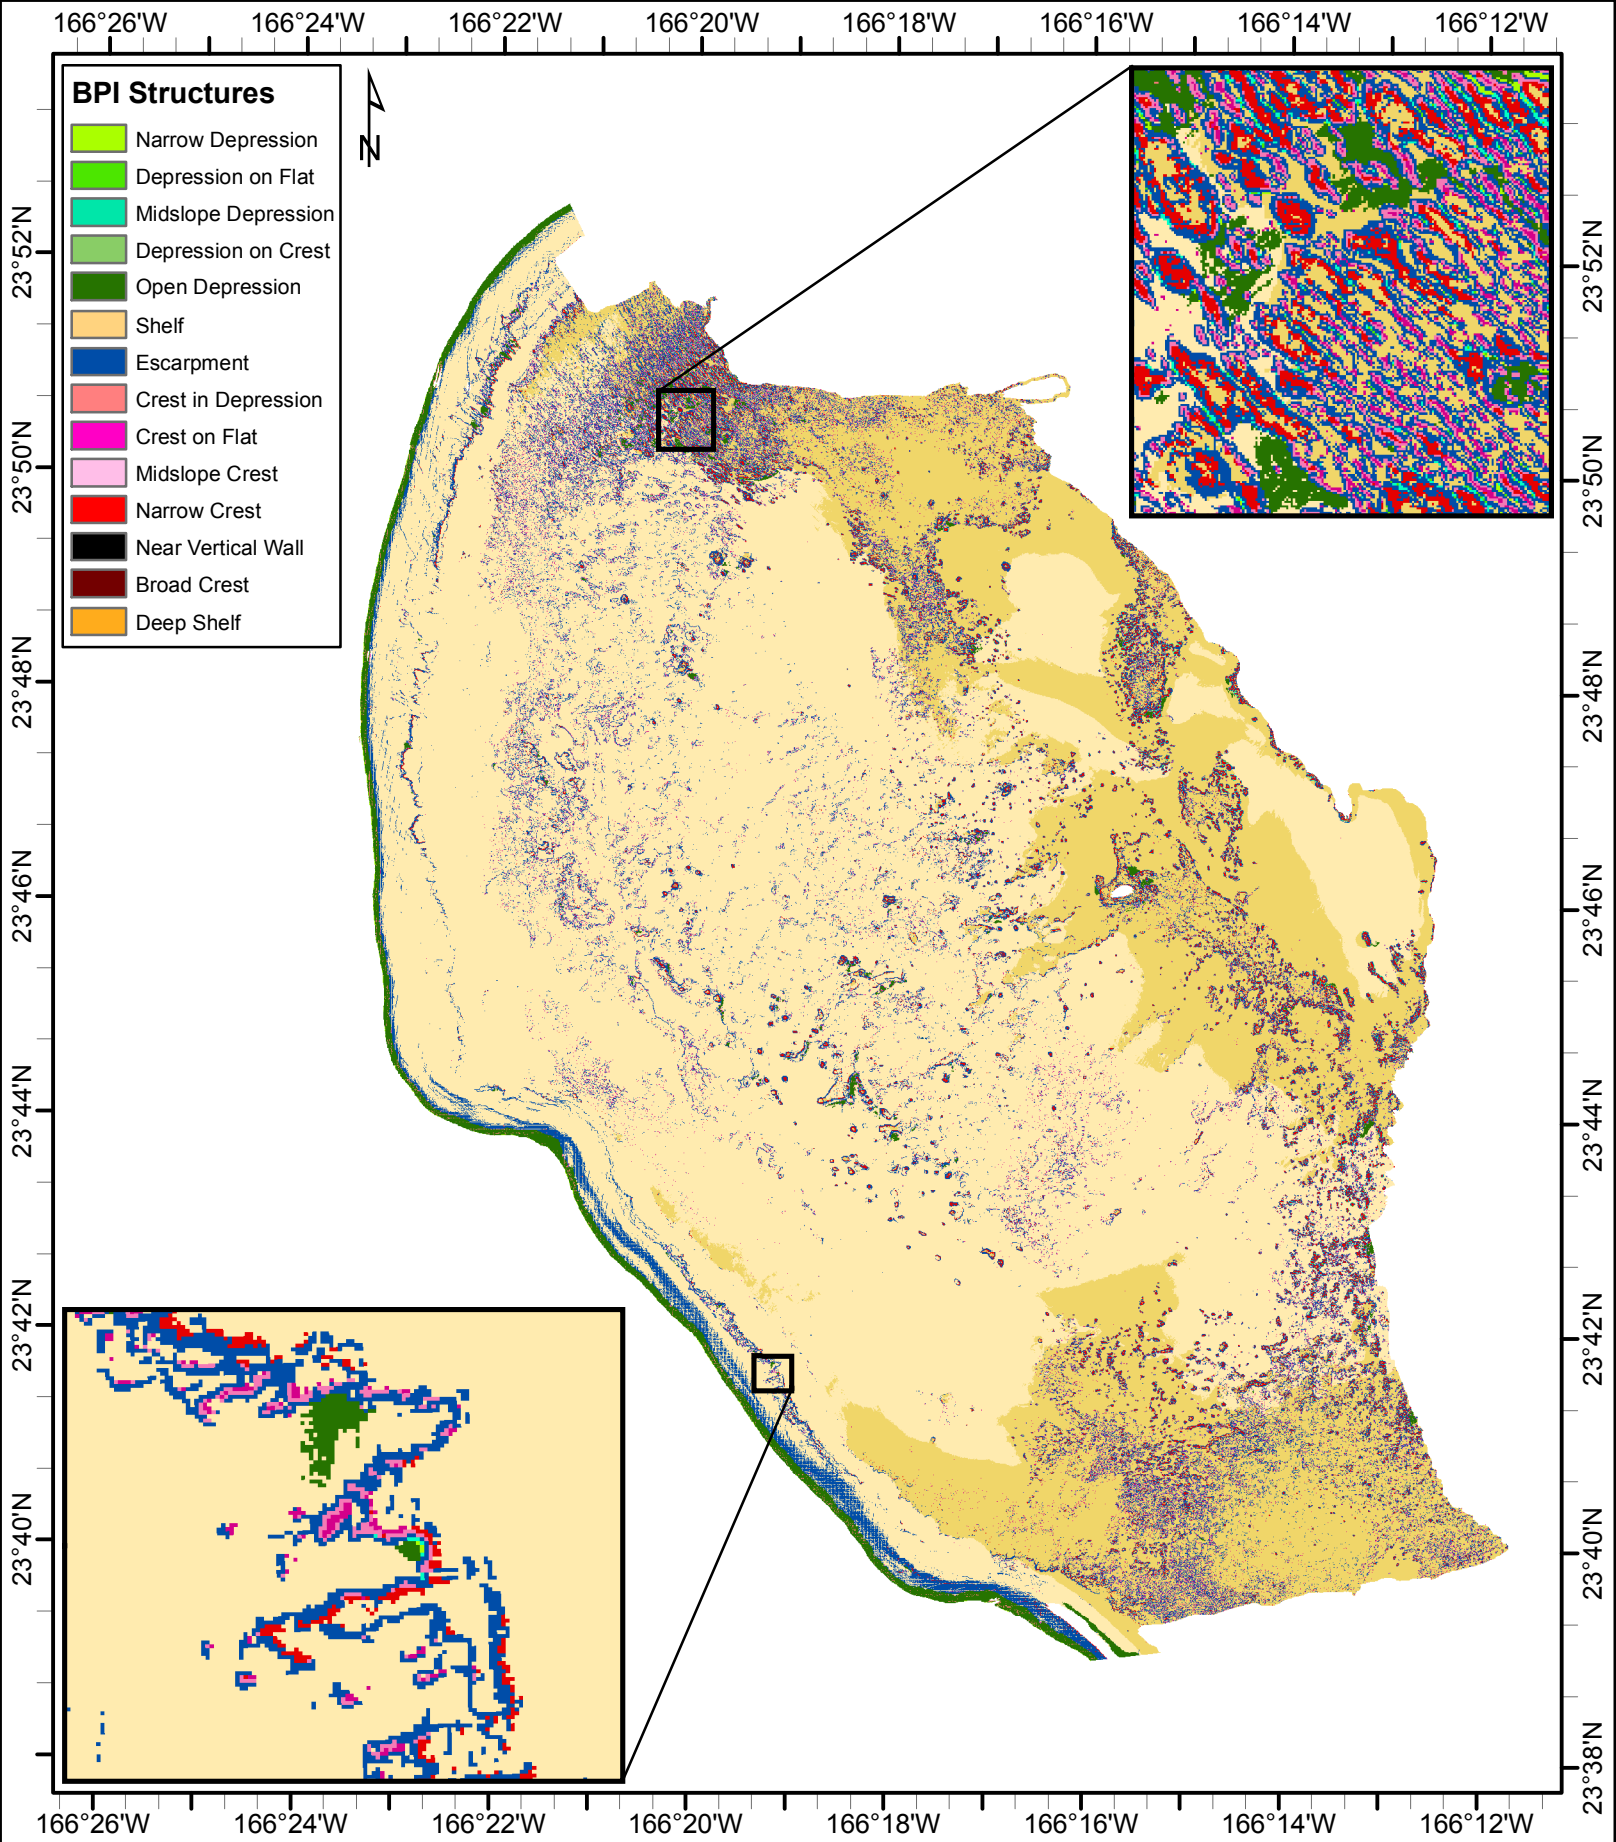 166°26'W 166°24'W 166°22'W 166°20'W 166°18'W 166°16'W 166°14'W 166°12'W
BPI Structures
Narrow Depression
Depression on Flat
Midslope Depression
Depression on Crest
Open Depression
Shelf
Escarpment
Crest in Depression
Crest on Flat
Midslope Crest
Narrow Crest
Near Vertical Wall
Broad Crest
Deep Shelf
N
23°52'N
23°50'N
23°48'N
23°46'N
23°44'N
23°42'N
23°40'N
23°52'N
23°50'N
23°48'N
23°46'N
23°44'N
23°42'N
23°40'N
23°38'N
166°26'W 166°24'W 166°22'W 166°20'W 166°18'W 166°16'W 166°14'W 166°12'W